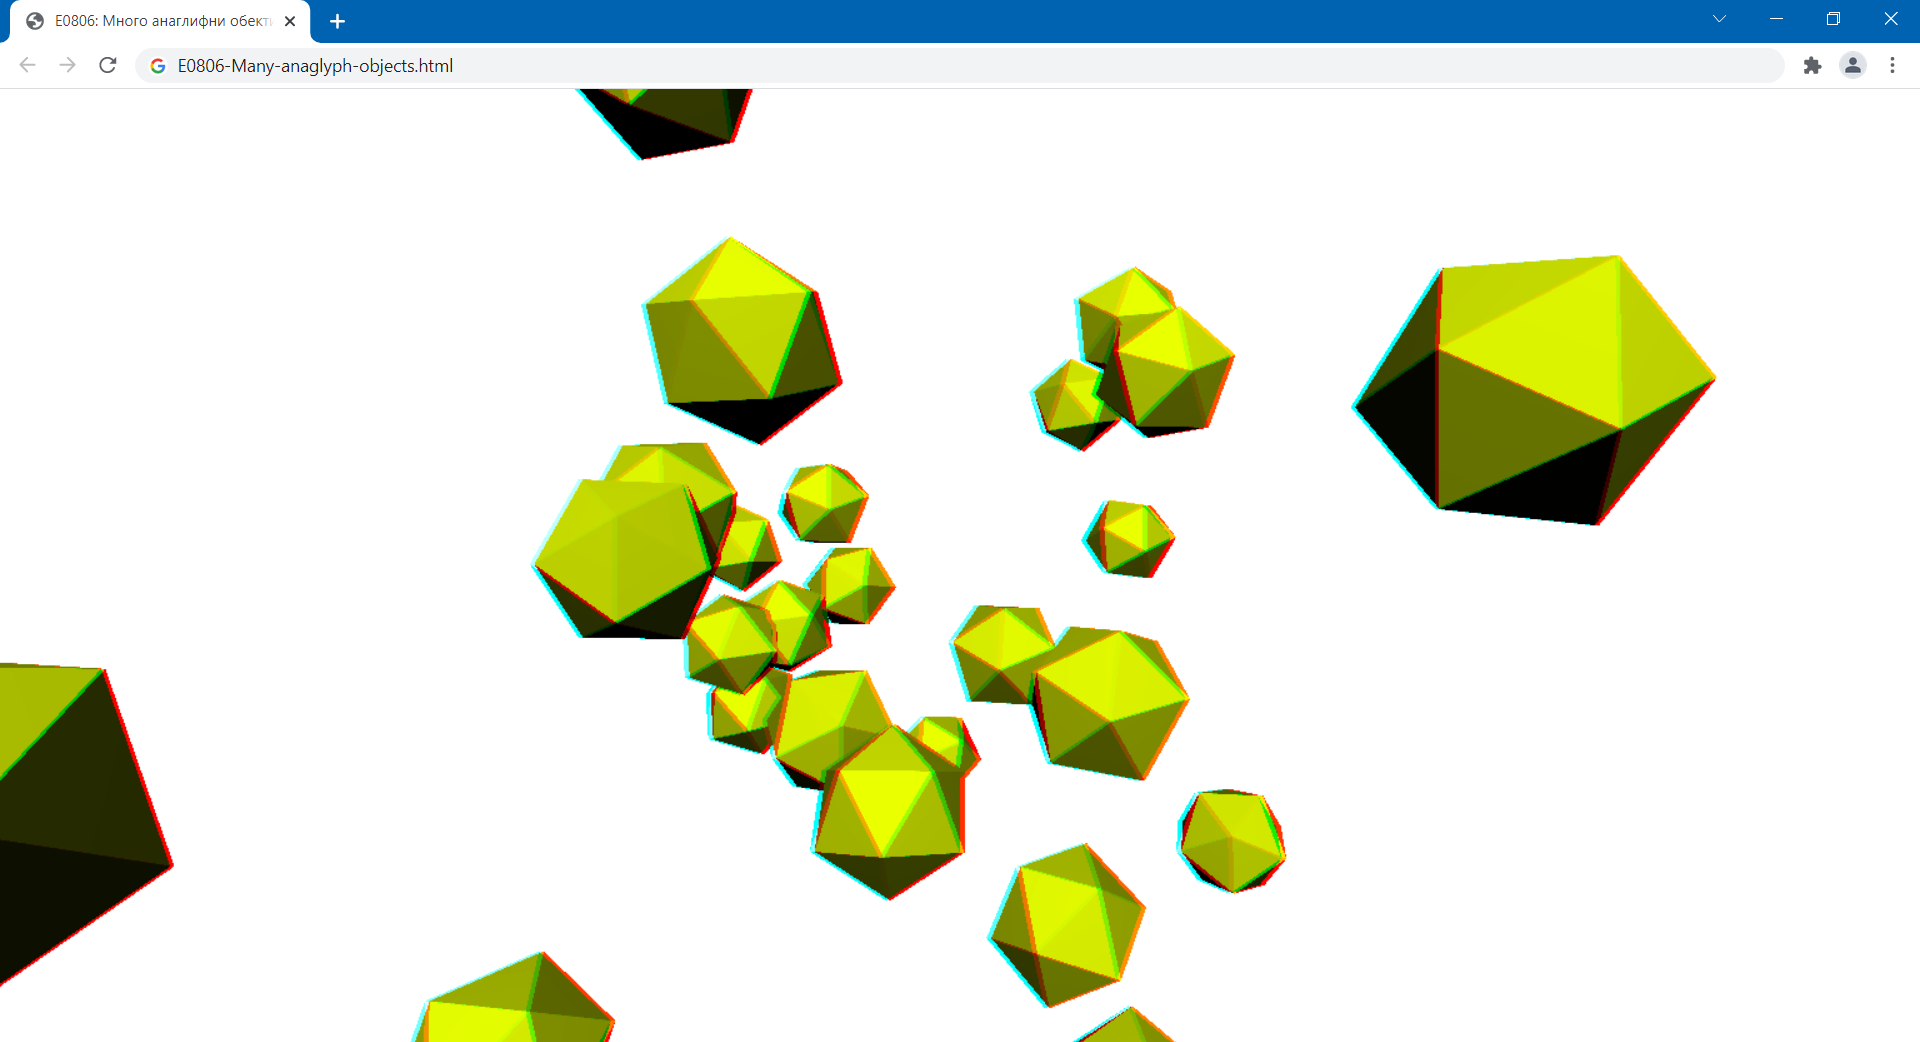 E0806: Много анаглифни обекти
E0806-Many-anaglyph-objects.html